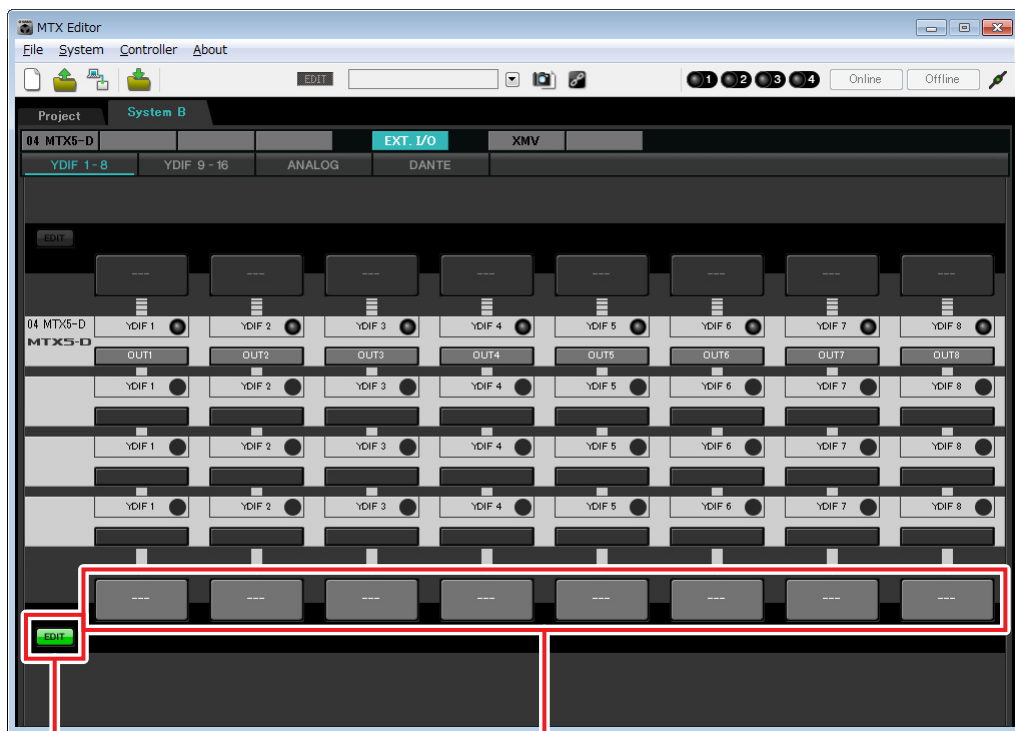 MTX Editor
File System Controller About
EDIT 1 2 3 4 Online Offline
Project System B
04 MTX5-D EXT. I/O XMV
YDIF 1-8 YDIF 9-16 ANALOG DANTE
EDIT
--- --- --- --- --- --- --- ---
04 MTX5-D YDIF 1 YDIF 2 YDIF 3 YDIF 4 YDIF 5 YDIF 6 YDIF 7 YDIF 8
MTX5-D
OUT1 OUT2 OUT3 OUT4 OUT5 OUT6 OUT7 OUT8
YDIF 1 YDIF 2 YDIF 3 YDIF 4 YDIF 5 YDIF 6 YDIF 7 YDIF 8
YDIF 1 YDIF 2 YDIF 3 YDIF 4 YDIF 5 YDIF 6 YDIF 7 YDIF 8
YDIF 1 YDIF 2 YDIF 3 YDIF 4 YDIF 5 YDIF 6 YDIF 7 YDIF 8
--- --- --- --- --- --- --- ---
EDIT